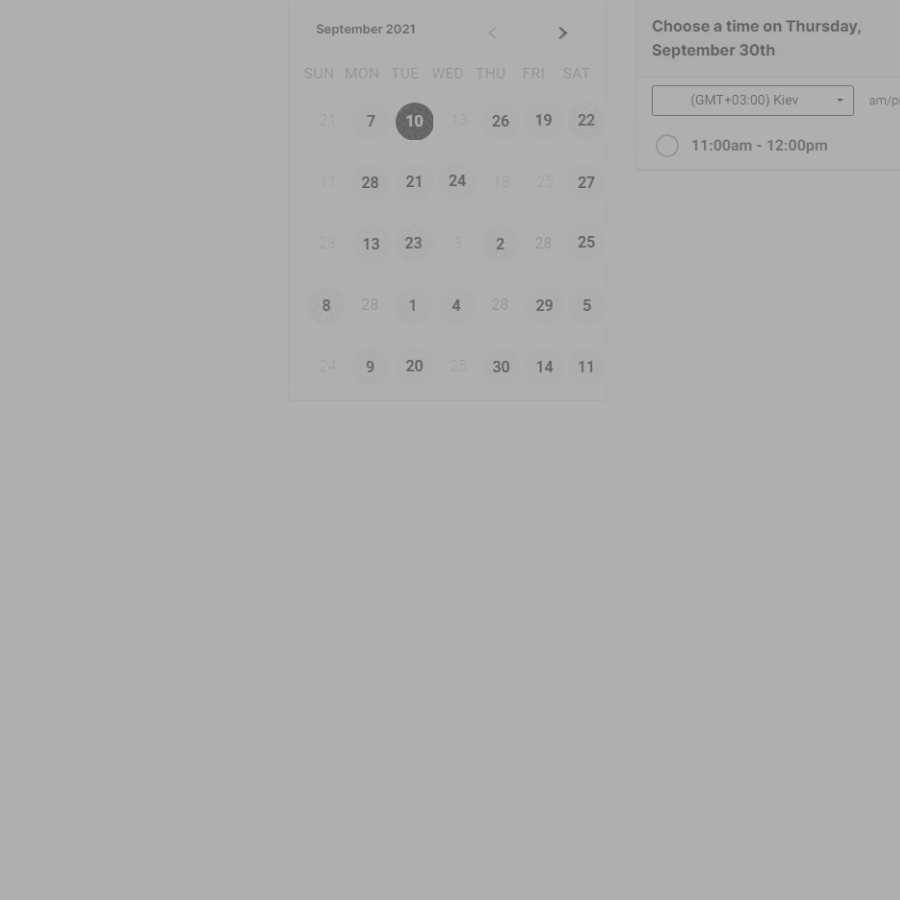 September 2021
SUN MON TUE WED THU FRI SAT
21 7 10 13 26 19 22
11 28 21 24 18 25 27
23 13 23 3 2 28 25
8 28 1 4 28 29 5
24 9 20 25 30 14 11
Choose a time on Thursday,
September 30th
(GMT+03:00) Kiev am/p
11:00am - 12:00pm